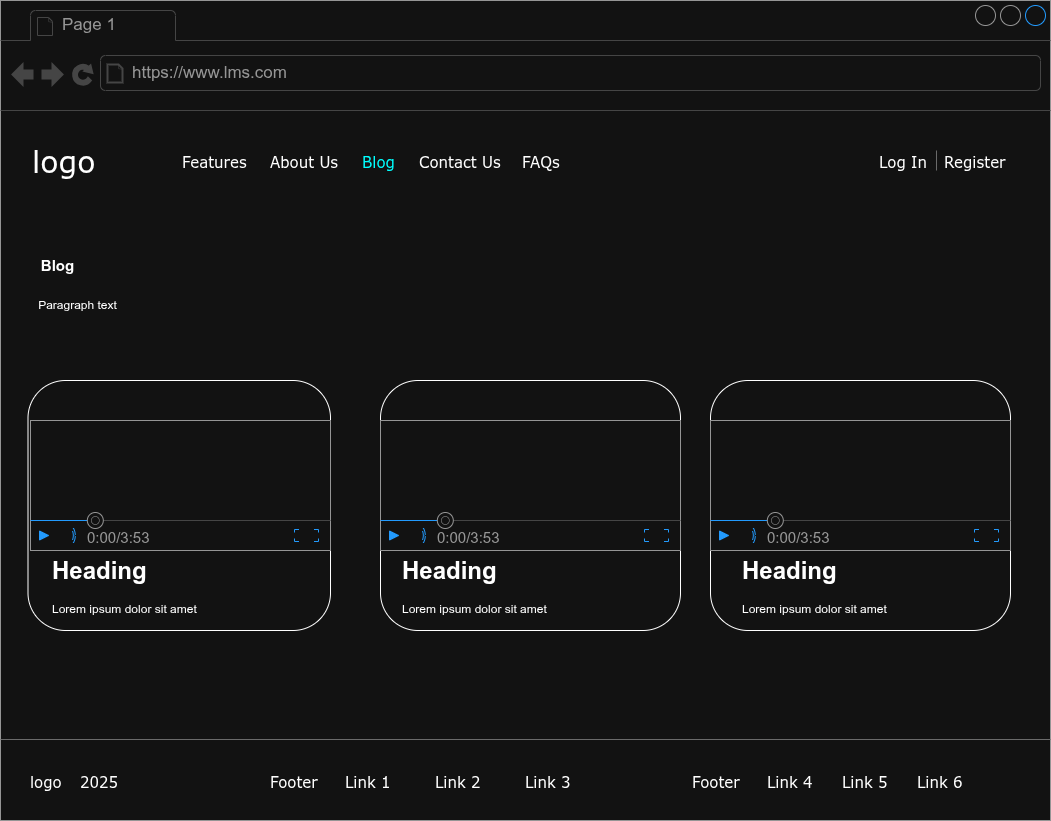 Page 1
https://www.lms.com
logo Features About Us Blog Contact Us FAQs Log In Register
Blog
Paragraph text
0:00/3:53 0:00/3:53 0:00/3:53
Heading Heading Heading
Lorem ipsum dolor sit amet Lorem ipsum dolor sit amet Lorem ipsum dolor sit amet
logo 2025 Footer Link 1 Link 2 Link 3 Footer Link 4 Link 5 Link 6